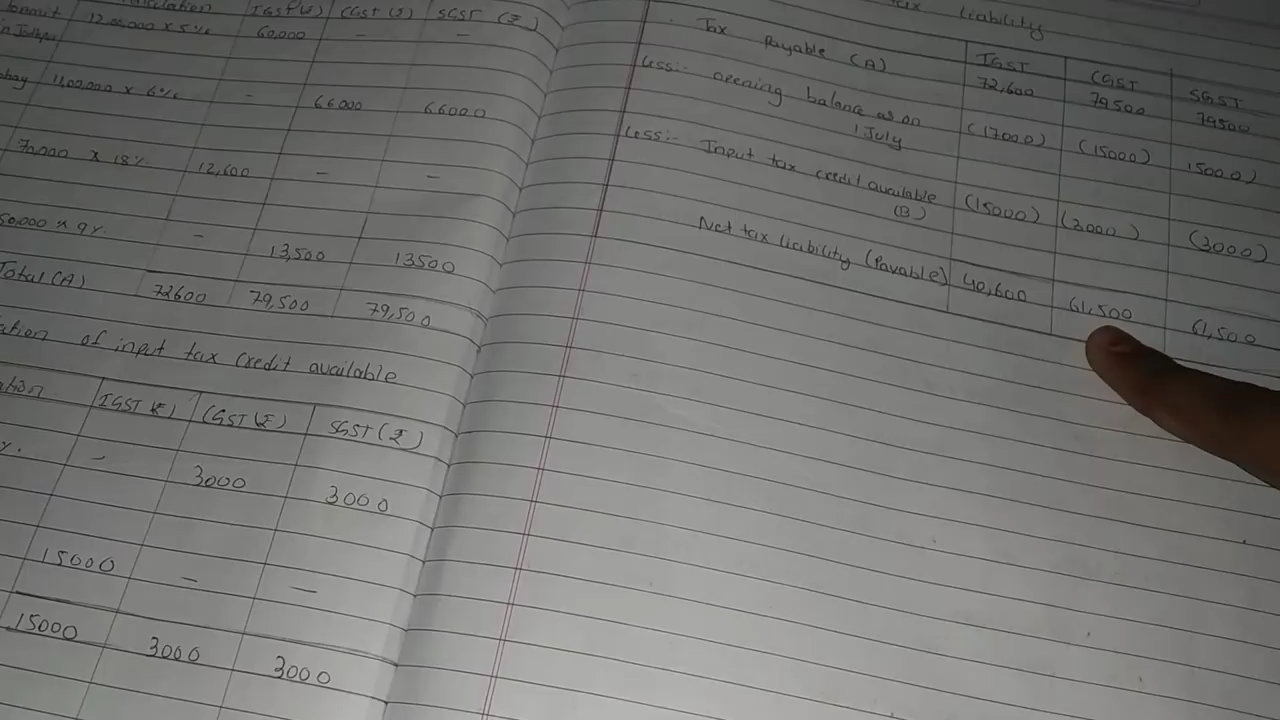 IGST(₹) CGST (₹) SGST (₹)
12,00,000 x 5% 60,000 — —
11,00,000 x 6% - 66000 66000
70,000 x 18% 12,600 — —
50,000 x 9% - 13,500 13500
Total (A) 72600 79,500 79,500
of input tax credit available
IGST (₹) CGST (₹) SGST (₹)
%. - 3000 3000
15000 — —
15000 3000 3000
tax liability
IGST CGST SGST
Tax Payable (A) 72,600 79500 79500
Less:- opening balance as on
1 July (17000) (15000) 15000)
Less:- Input tax credit available
(B) (15000) (3000) (3000)
Net tax liability (Payable) 40,600 61,500 61,500